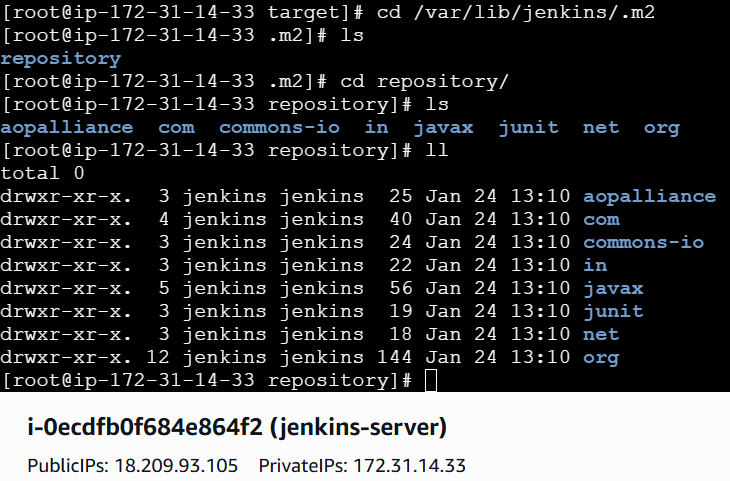 [root@ip-172-31-14-33 target]# cd /var/lib/jenkins/.m2
[root@ip-172-31-14-33 .m2]# ls
repository
[root@ip-172-31-14-33 .m2]# cd repository/
[root@ip-172-31-14-33 repository]# ls
aopalliance  com  commons-io  in  javax  junit  net  org
[root@ip-172-31-14-33 repository]# ll
total 0
drwxr-xr-x.  3 jenkins jenkins  25 Jan 24 13:10 aopalliance
drwxr-xr-x.  4 jenkins jenkins  40 Jan 24 13:10 com
drwxr-xr-x.  3 jenkins jenkins  24 Jan 24 13:10 commons-io
drwxr-xr-x.  3 jenkins jenkins  22 Jan 24 13:10 in
drwxr-xr-x.  5 jenkins jenkins  56 Jan 24 13:10 javax
drwxr-xr-x.  3 jenkins jenkins  19 Jan 24 13:10 junit
drwxr-xr-x.  3 jenkins jenkins  18 Jan 24 13:10 net
drwxr-xr-x. 12 jenkins jenkins 144 Jan 24 13:10 org
[root@ip-172-31-14-33 repository]#
i-0ecdfb0f684e864f2 (jenkins-server)
PublicIPs: 18.209.93.105  PrivateIPs: 172.31.14.33